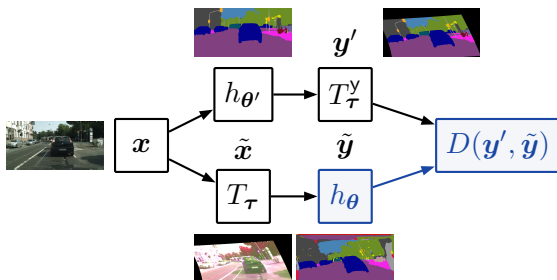 𝒚′
h_θ′
T_τ^y
x̃
ỹ
𝒙
D(𝒚′, ỹ)
T_τ
h_θ